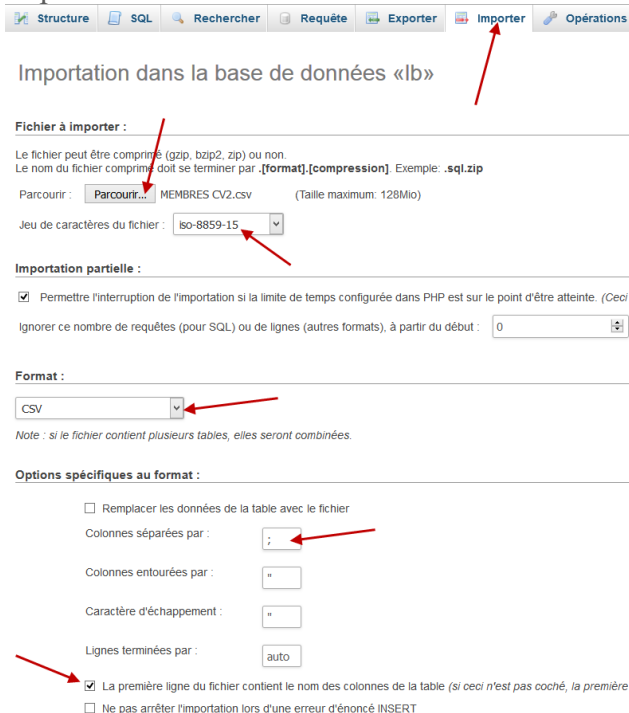 Structure SQL Rechercher Requête Exporter Importer Opérations
Importation dans la base de données «lb»
Fichier à importer :
Le fichier peut être comprimé (gzip, bzip2, zip) ou non.
Le nom du fichier comprimé doit se terminer par .[format].[compression]. Exemple: .sql.zip
Parcourir : Parcourir... MEMBRES CV2.csv (Taille maximum: 128Mio)
Jeu de caractères du fichier : iso-8859-15
Importation partielle :
Permettre l'interruption de l'importation si la limite de temps configurée dans PHP est sur le point d'être atteinte. (Ceci
Ignorer ce nombre de requêtes (pour SQL) ou de lignes (autres formats), à partir du début : 0
Format :
CSV
Note : si le fichier contient plusieurs tables, elles seront combinées.
Options spécifiques au format :
Remplacer les données de la table avec le fichier
Colonnes séparées par : ;
Colonnes entourées par : "
Caractère d'échappement : "
Lignes terminées par : auto
La première ligne du fichier contient le nom des colonnes de la table (si ceci n'est pas coché, la première
Ne pas arrêter l'importation lors d'une erreur d'énoncé INSERT